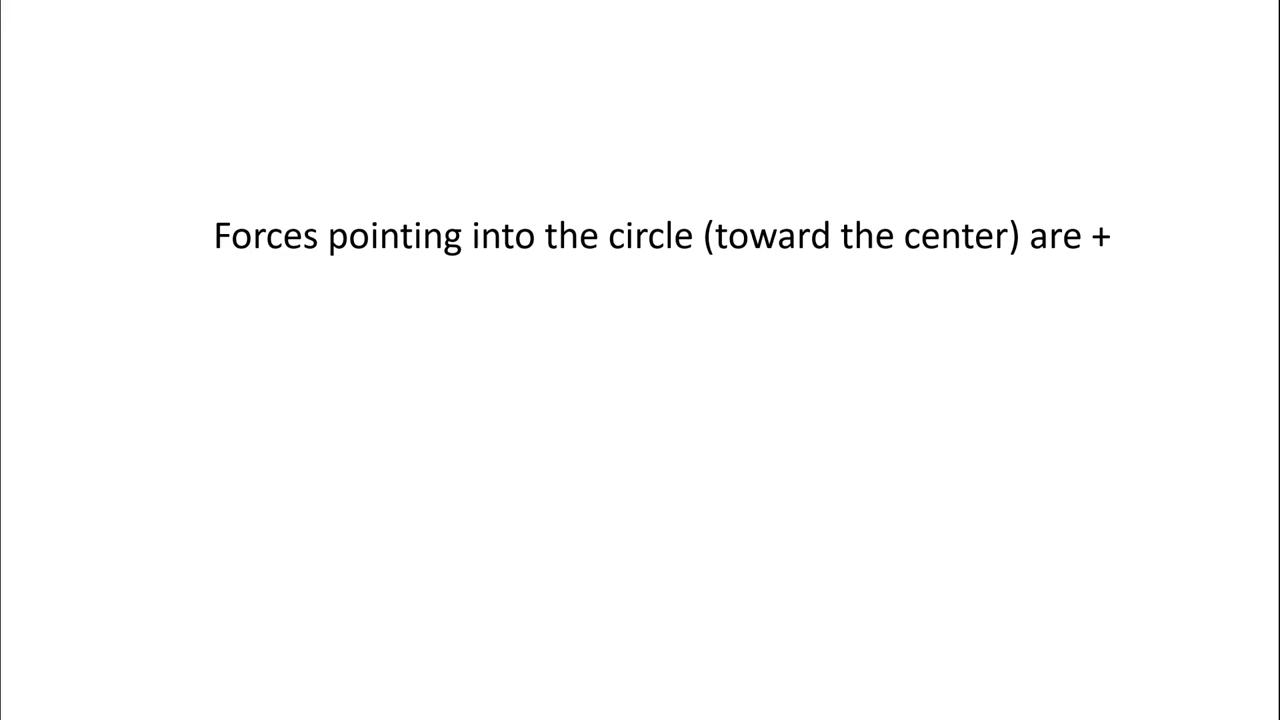 Forces pointing into the circle (toward the center) are +